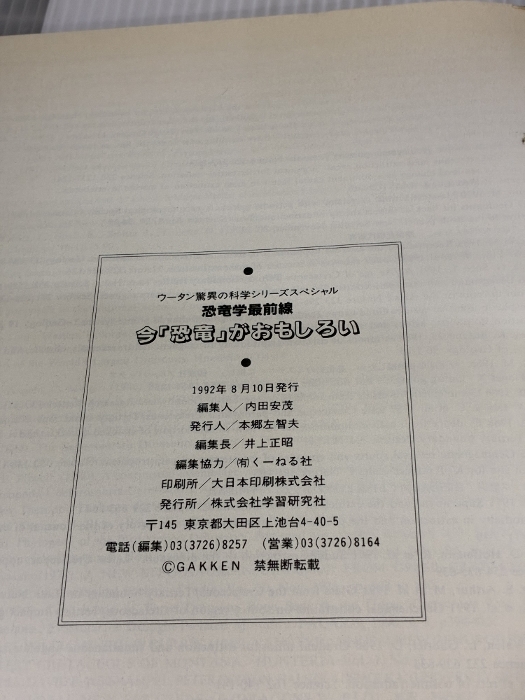 ●
ウータン驚異の科学シリーズスペシャル
恐竜学最前線
今「恐竜」がおもしろい
●
1992年8月10日発行
編集人／内田安茂
発行人／本郷左智夫
編集長／井上正昭
編集協力／㈲くーねる社
印刷所／大日本印刷株式会社
発行所／株式会社学習研究社
〒145 東京都大田区上池台4-40-5
電話(編集)03(3726)8257 (営業)03(3726)8164
©GAKKEN 禁無断転載